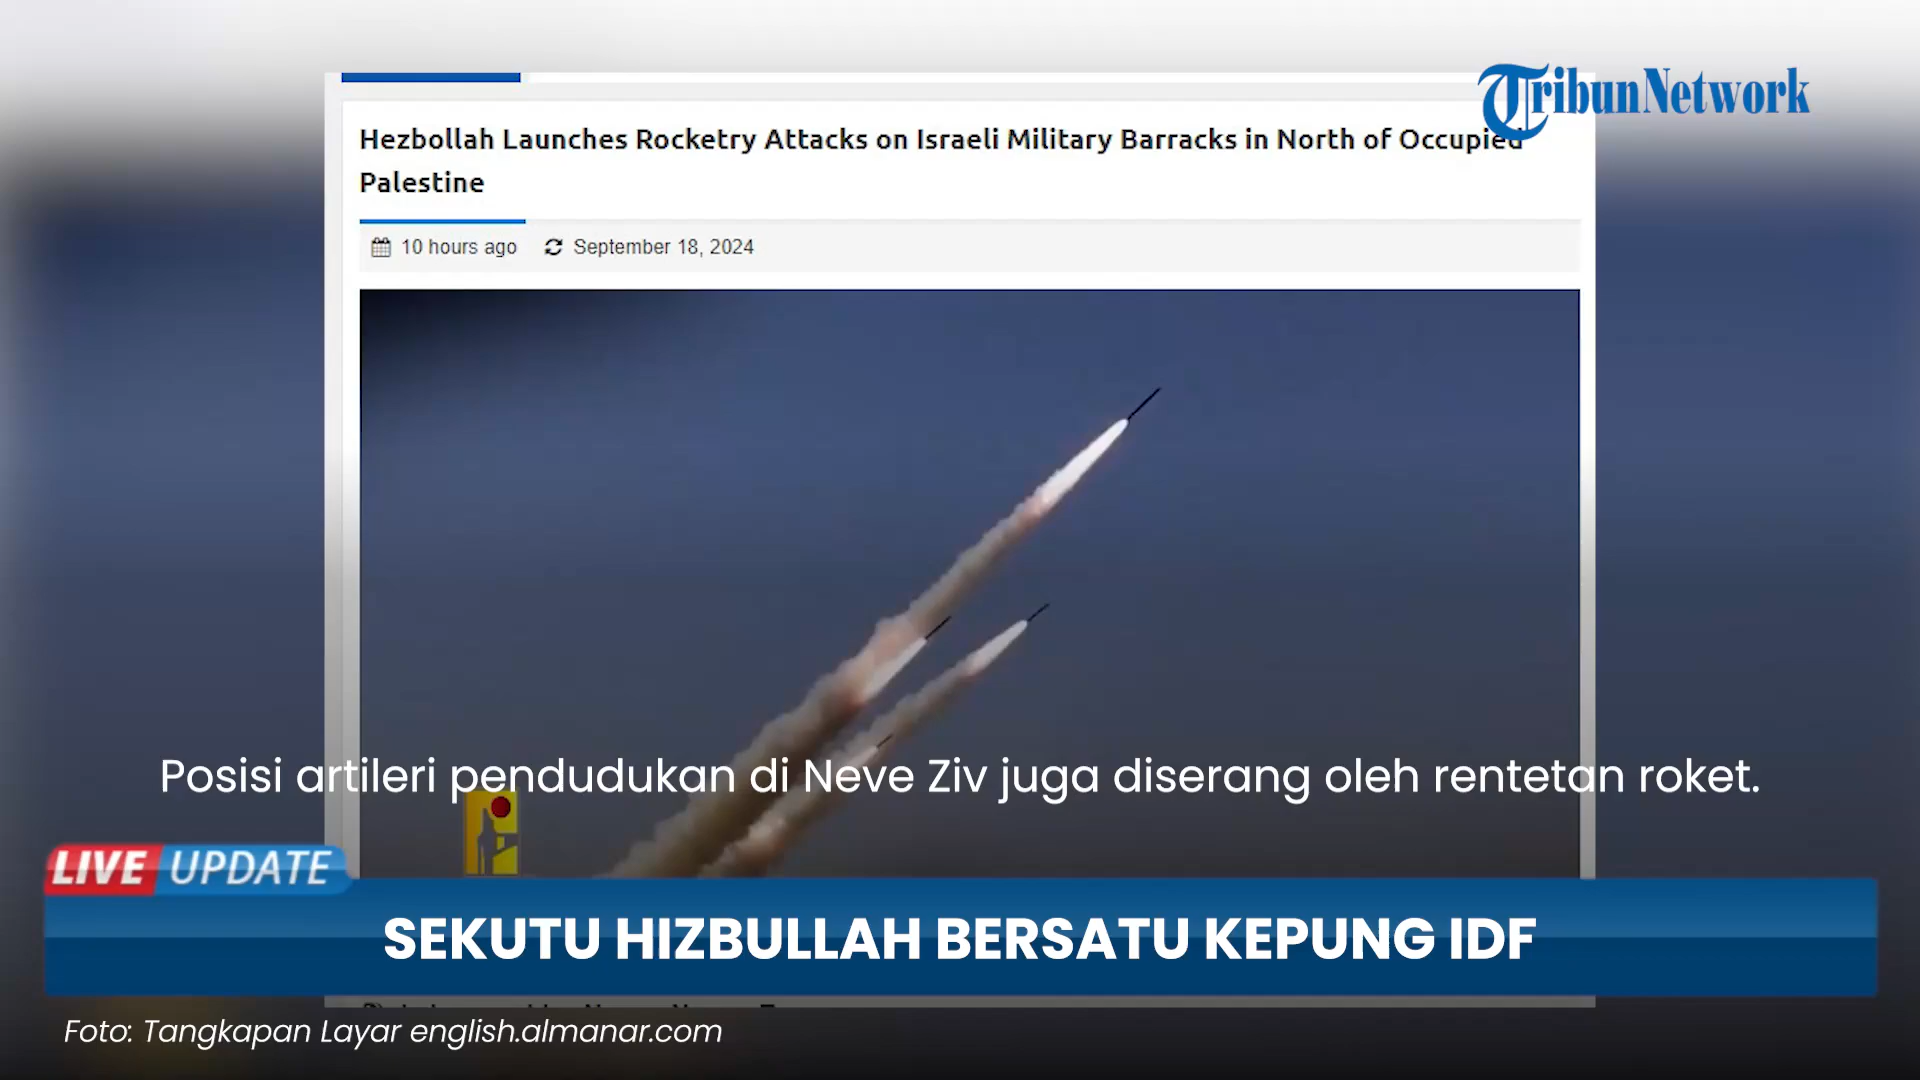 TribunNetwork
Hezbollah Launches Rocketry Attacks on Israeli Military Barracks in North of Occupied
Palestine
10 hours ago September 18, 2024
Posisi artileri pendudukan di Neve Ziv juga diserang oleh rentetan roket.
LIVE UPDATE
SEKUTU HIZBULLAH BERSATU KEPUNG IDF
Foto: Tangkapan Layar english.almanar.com